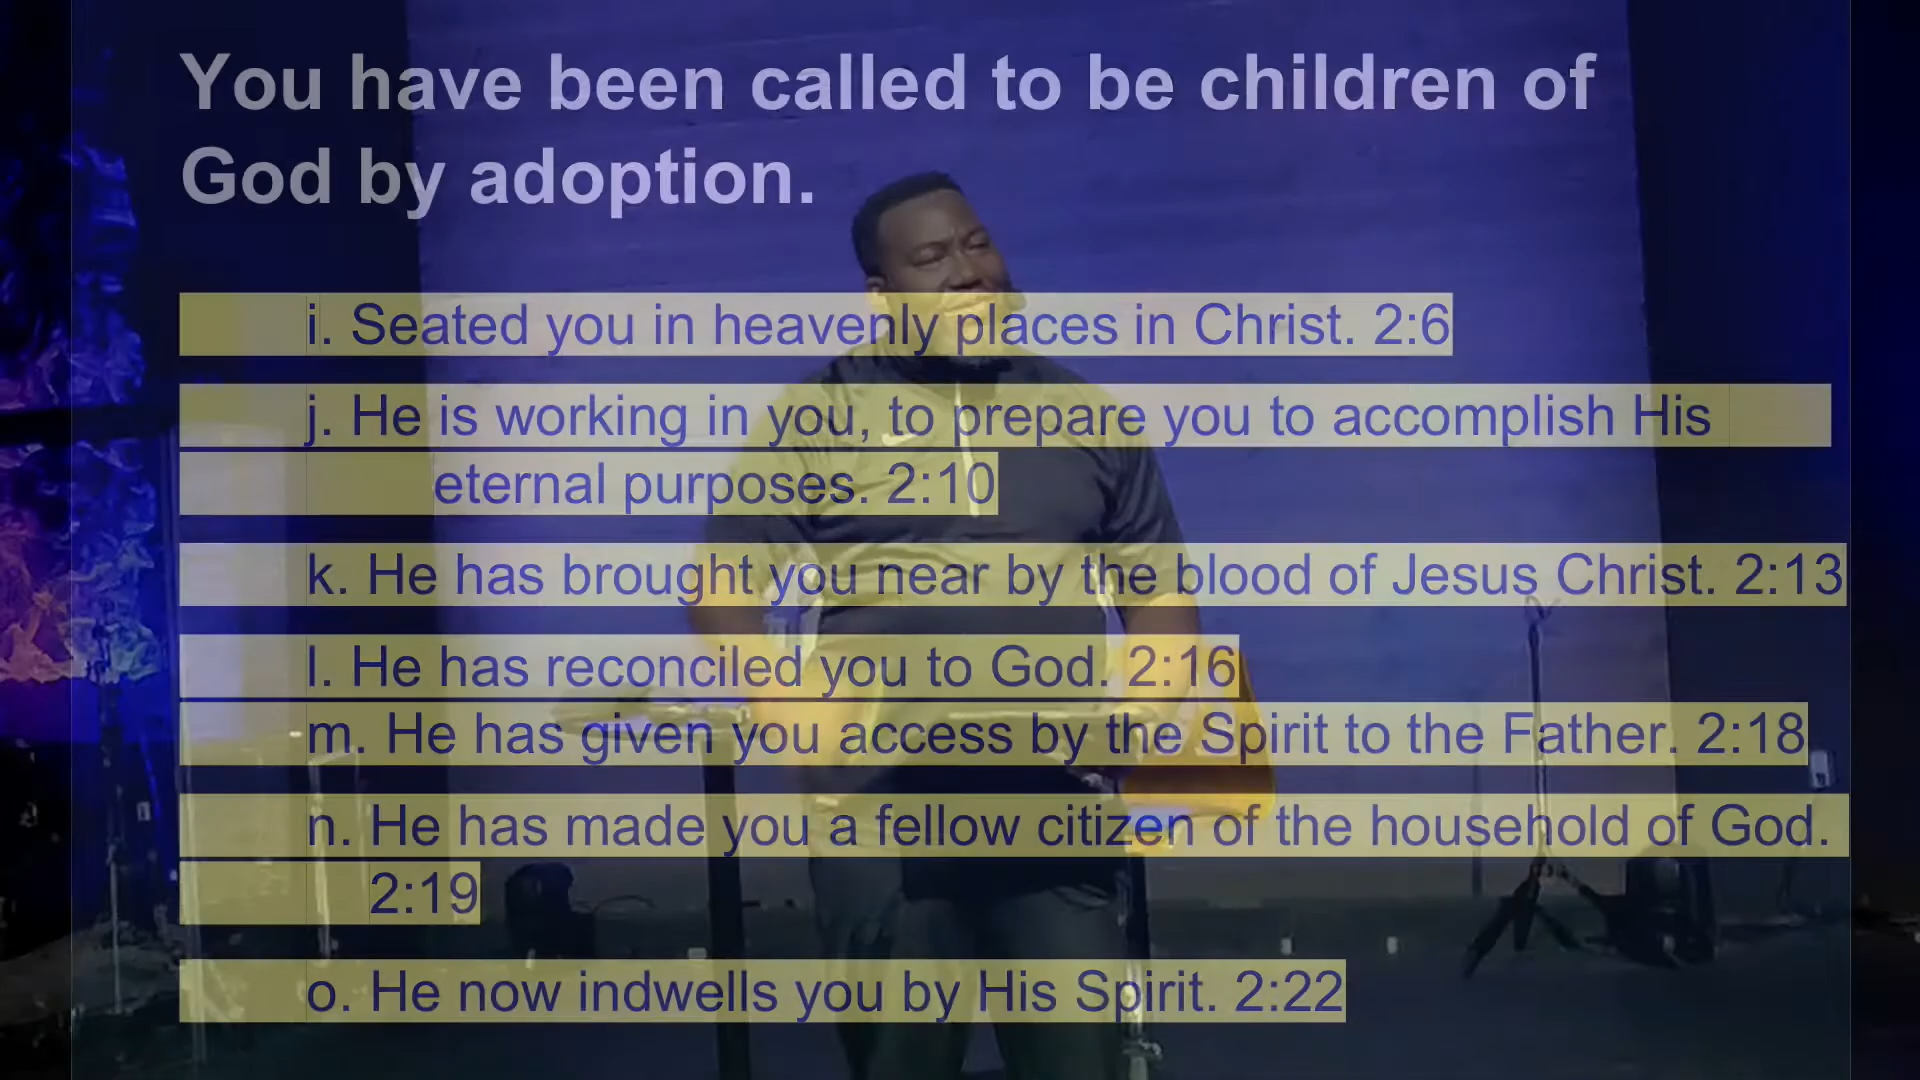 You have been called to be children of
God by adoption.
i. Seated you in heavenly places in Christ. 2:6
j. He is working in you, to prepare you to accomplish His
eternal purposes. 2:10
k. He has brought you near by the blood of Jesus Christ. 2:13
l. He has reconciled you to God. 2:16
m. He has given you access by the Spirit to the Father. 2:18
n. He has made you a fellow citizen of the household of God.
2:19
o. He now indwells you by His Spirit. 2:22